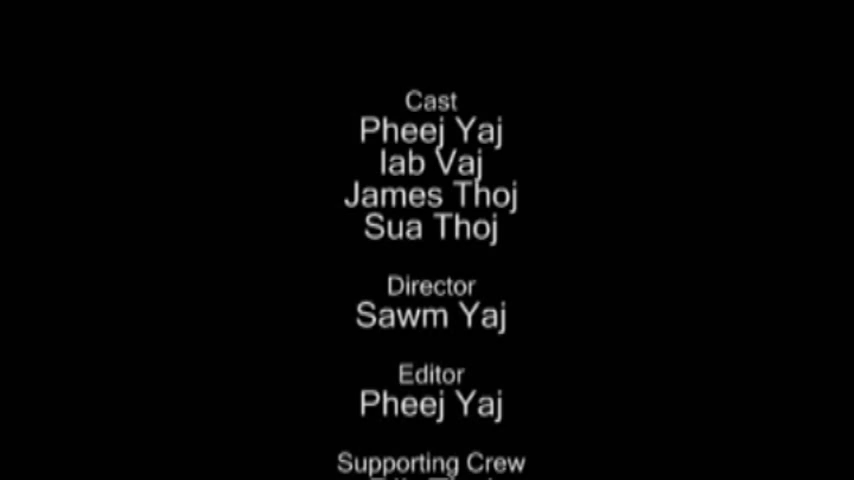 Cast
Pheej Yaj
Iab Vaj
James Thoj
Sua Thoj
Director
Sawm Yaj
Editor
Pheej Yaj
Supporting Crew